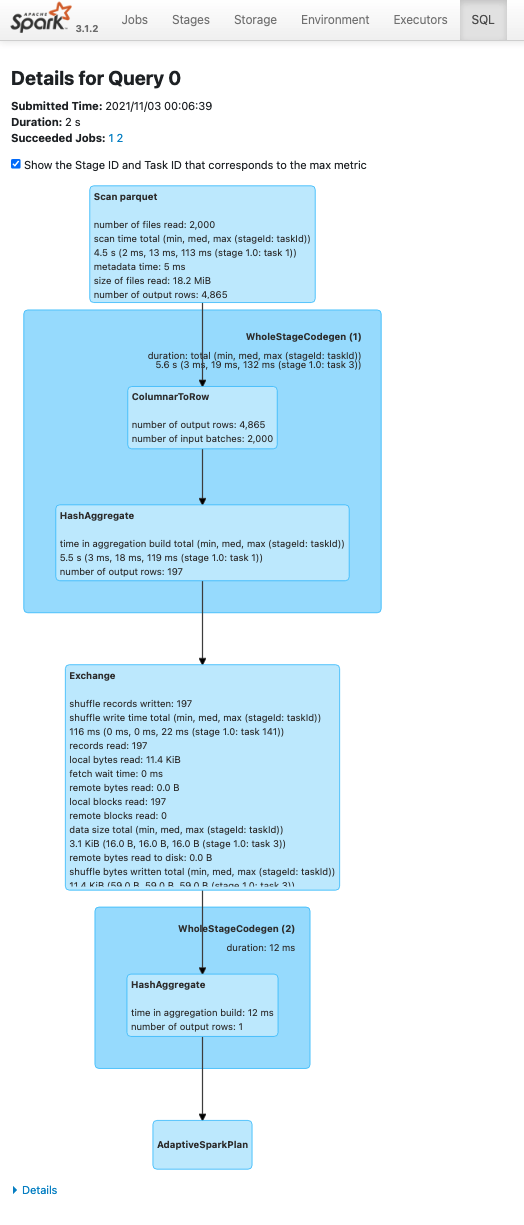 APACHE
Spark 3.1.2 Jobs Stages Storage Environment Executors SQL
Details for Query 0
Submitted Time: 2021/11/03 00:06:39
Duration: 2 s
Succeeded Jobs: 1 2
Show the Stage ID and Task ID that corresponds to the max metric
Scan parquet
number of files read: 2,000
scan time total (min, med, max (stageId: taskId))
4.5 s (2 ms, 13 ms, 113 ms (stage 1.0: task 1))
metadata time: 5 ms
size of files read: 18.2 MiB
number of output rows: 4,865
WholeStageCodegen (1)
duration: total (min, med, max (stageId: taskId))
5.6 s (3 ms, 19 ms, 132 ms (stage 1.0: task 3))
ColumnarToRow
number of output rows: 4,865
number of input batches: 2,000
HashAggregate
time in aggregation build total (min, med, max (stageId: taskId))
5.5 s (3 ms, 18 ms, 119 ms (stage 1.0: task 1))
number of output rows: 197
Exchange
shuffle records written: 197
shuffle write time total (min, med, max (stageId: taskId))
116 ms (0 ms, 0 ms, 22 ms (stage 1.0: task 141))
records read: 197
local bytes read: 11.4 KiB
fetch wait time: 0 ms
remote bytes read: 0.0 B
local blocks read: 197
remote blocks read: 0
data size total (min, med, max (stageId: taskId))
3.1 KiB (16.0 B, 16.0 B, 16.0 B (stage 1.0: task 3))
remote bytes read to disk: 0.0 B
shuffle bytes written total (min, med, max (stageId: taskId))
11.4 KiB (59.0 B, 59.0 B, 59.0 B (stage 1.0: task 3))
WholeStageCodegen (2)
duration: 12 ms
HashAggregate
time in aggregation build: 12 ms
number of output rows: 1
AdaptiveSparkPlan
Details